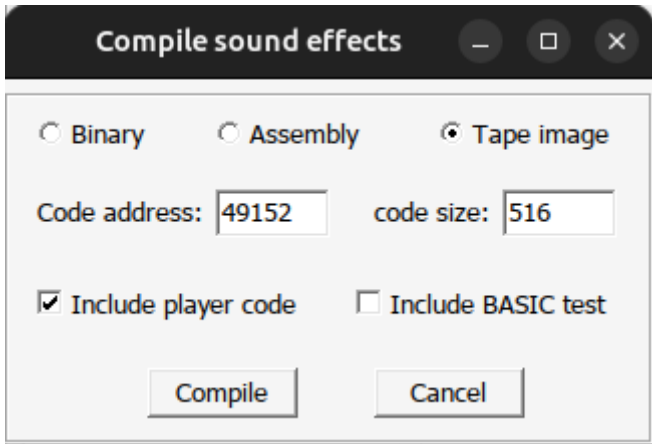 Compile sound effects
Binary Assembly Tape image
Code address: 49152 code size: 516
Include player code Include BASIC test
Compile Cancel